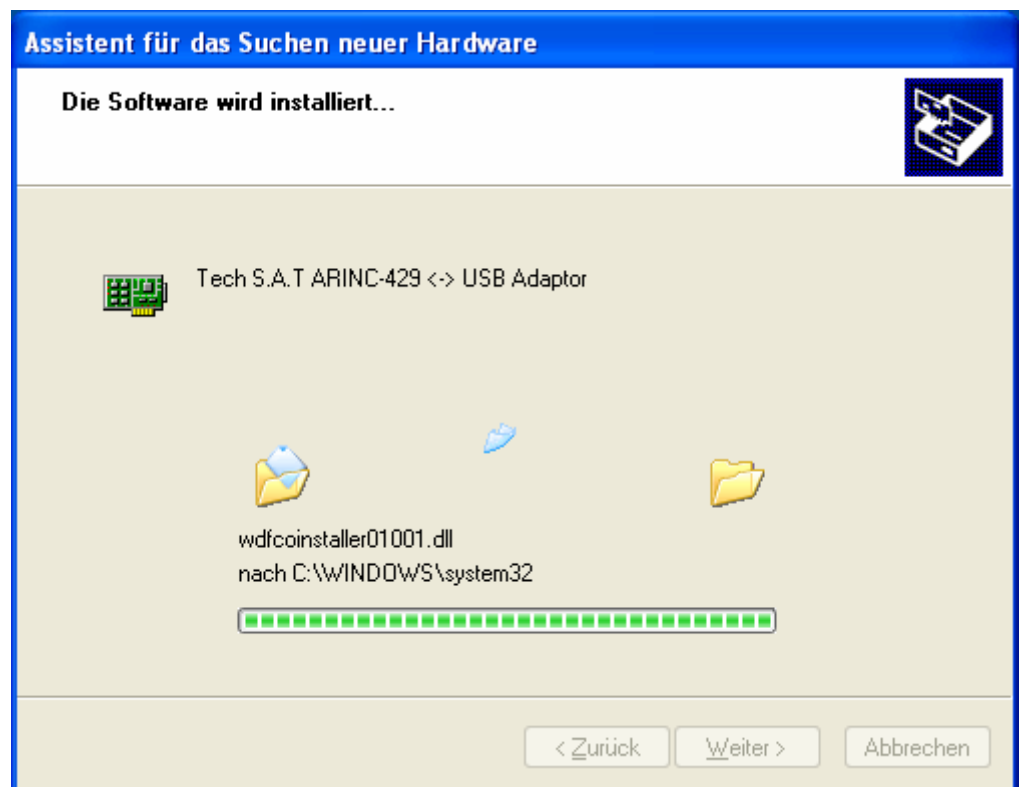 Assistent für das Suchen neuer Hardware
Die Software wird installiert...
Tech S.A.T ARINC-429 <-> USB Adaptor
wdfcoinstaller01001.dll
nach C:\WINDOWS\system32
< Zurück Weiter > Abbrechen